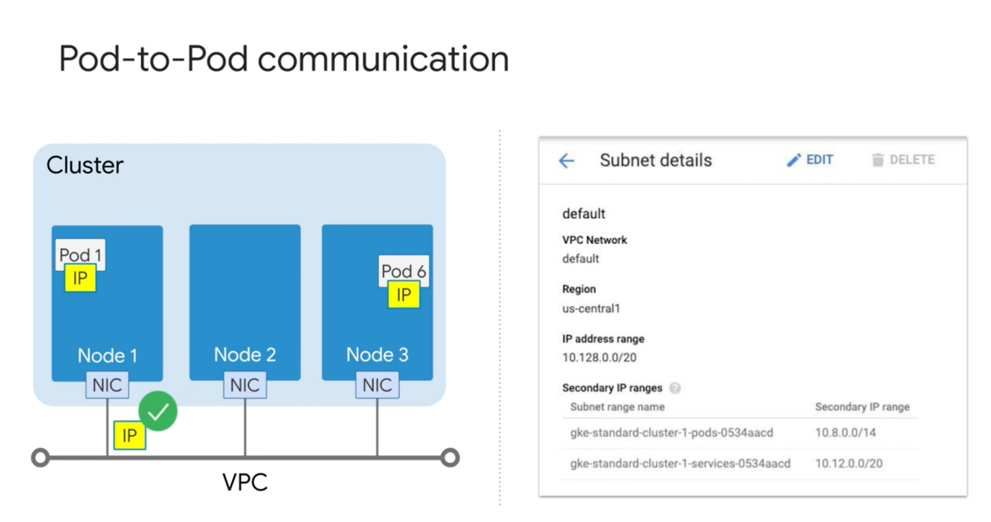 Pod-to-Pod communication
Cluster
Pod 1
IP
Pod 6
IP
Node 1
Node 2
Node 3
NIC
NIC
NIC
IP
VPC
Subnet details
EDIT
DELETE
default
VPC Network
default
Region
us-central1
IP address range
10.128.0.0/20
Secondary IP ranges ?
Subnet range name Secondary IP range
gke-standard-cluster-1-pods-0534aacd 10.8.0.0/14
gke-standard-cluster-1-services-0534aacd 10.12.0.0/20